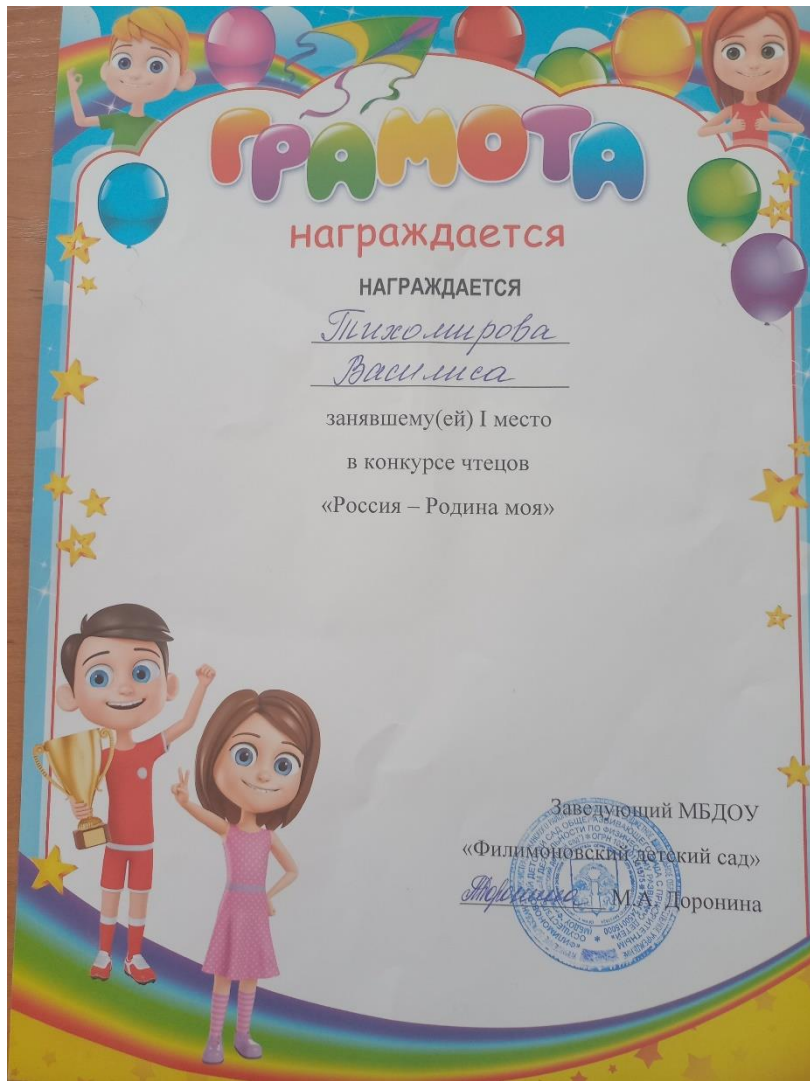 ГРАМОТА
награждается
НАГРАЖДАЕТСЯ
Тихомирова
Василиса
занявшему(ей) I место
в конкурсе чтецов
«Россия – Родина моя»
Заведующий МБДОУ
«Филимоновский детский сад»
М.А. Доронина